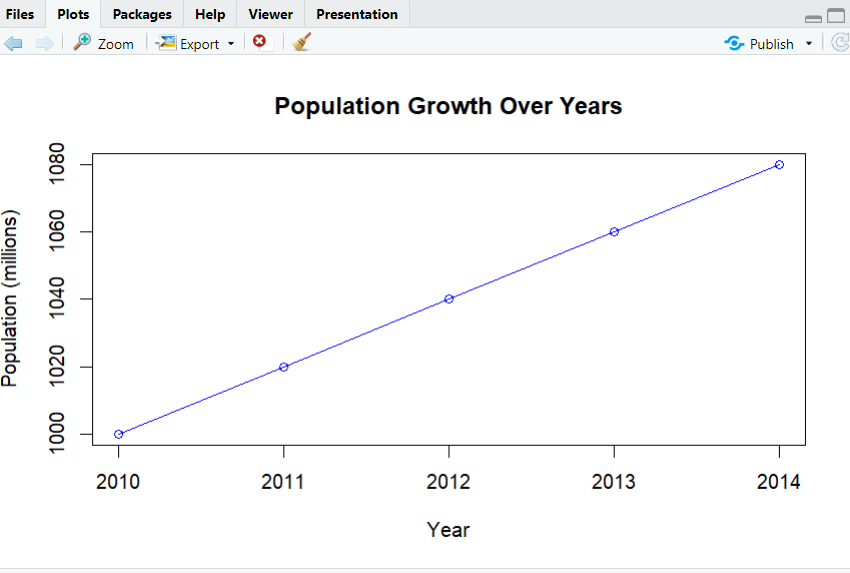 Files Plots Packages Help Viewer Presentation
Zoom Export Publish
Population Growth Over Years
Population (millions)
1080
1060
1040
1020
1000
2010 2011 2012 2013 2014
Year